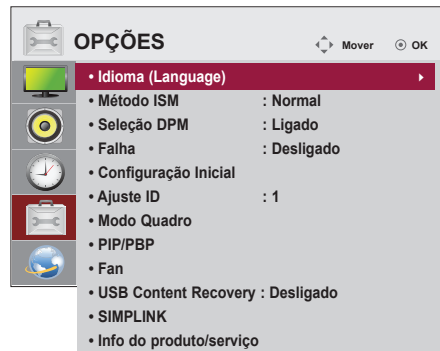 OPÇÕES Mover OK
• Idioma (Language)
• Método ISM : Normal
• Seleção DPM : Ligado
• Falha : Desligado
• Configuração Inicial
• Ajuste ID : 1
• Modo Quadro
• PIP/PBP
• Fan
• USB Content Recovery : Desligado
• SIMPLINK
• Info do produto/serviço